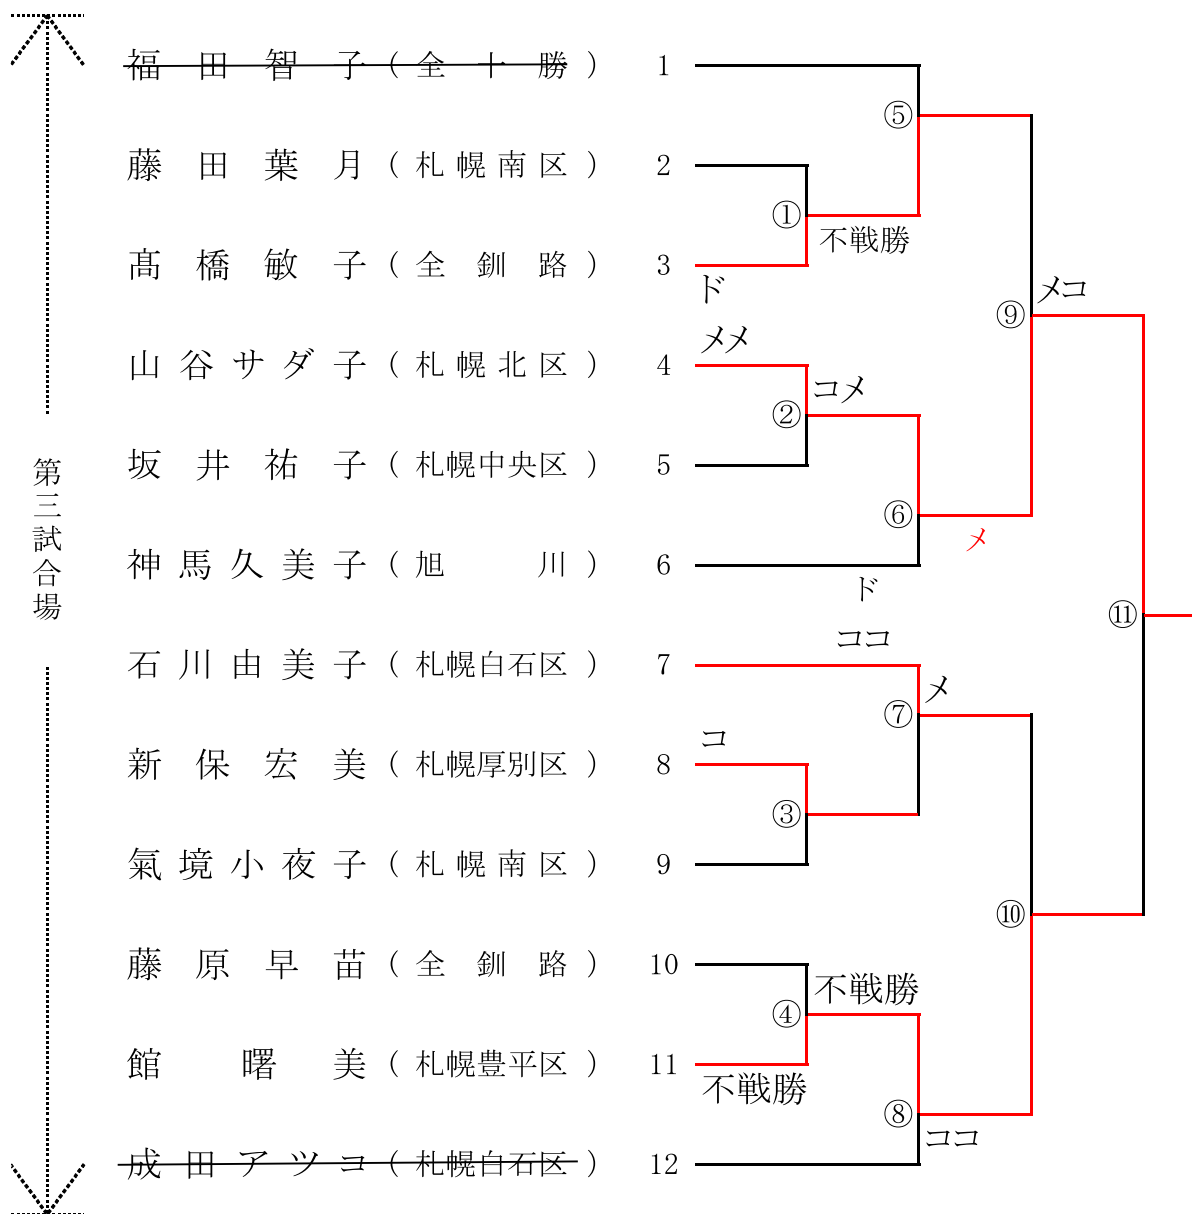 福田智子(全十勝) 1
⑤
藤田葉月(札幌南区) 2
①
不戦勝
髙橋敏子(全釧路) 3
ド
メコ
⑨
メメ
山谷サダ子(札幌北区) 4
コメ
②
坂井祐子(札幌中央区) 5
⑥
メ
神馬久美子(旭川) 6
ド
第三試合場
⑪
ココ
石川由美子(札幌白石区) 7
メ
⑦
コ
新保宏美(札幌厚別区) 8
③
氣境小夜子(札幌南区) 9
⑩
藤原早苗(全釧路) 10
不戦勝
④
館曙美(札幌豊平区) 11
不戦勝
⑧
ココ
成田アツコ(札幌白石区) 12